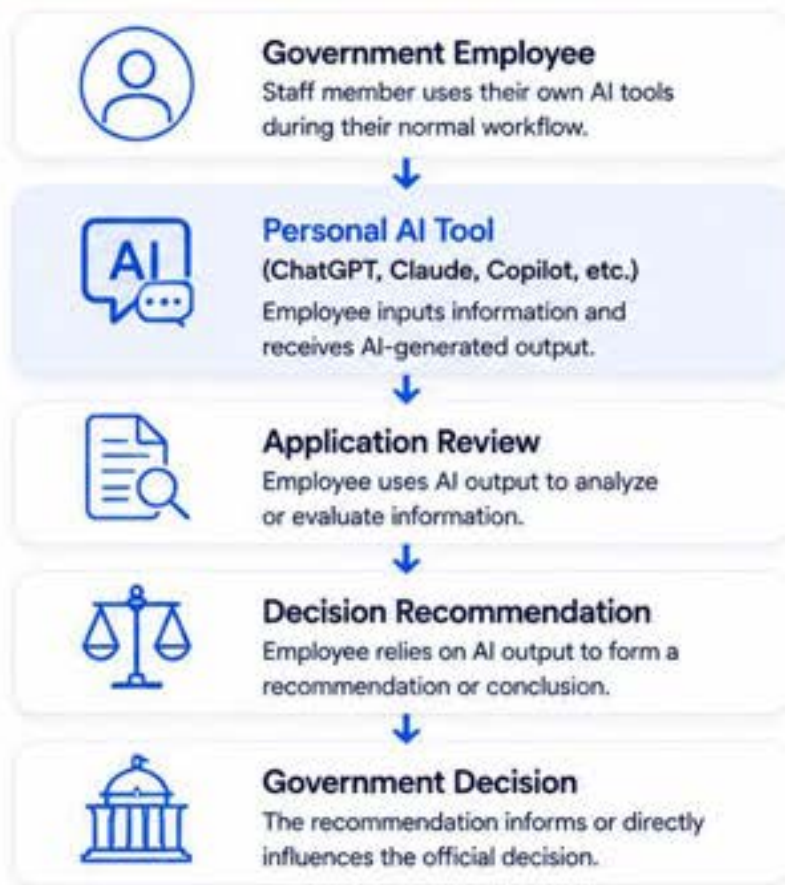 Government Employee
Staff member uses their own AI tools
during their normal workflow.
AI
Personal AI Tool
(ChatGPT, Claude, Copilot, etc.)
Employee inputs information and
receives AI-generated output.
Application Review
Employee uses AI output to analyze
or evaluate information.
Decision Recommendation
Employee relies on AI output to form a
recommendation or conclusion.
Government Decision
The recommendation informs or directly
influences the official decision.